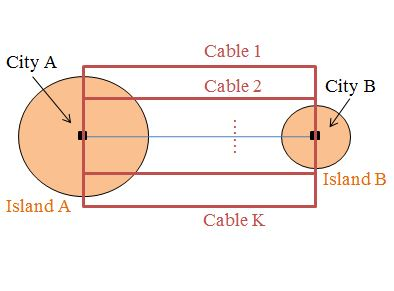 Cable 1
City A
Cable 2
City B
Island B
Island A
Cable K